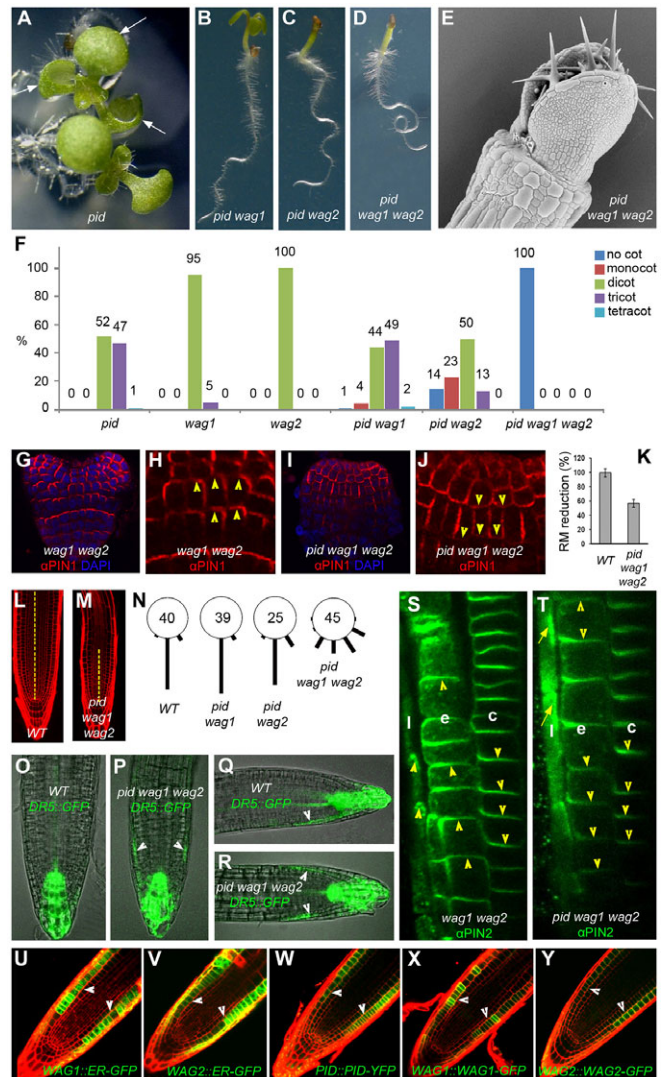 A
B
C
D
E
pid
pid wag1
pid wag2
pid
wag1 wag2
pid
wag1 wag2
F
100
80
60
40
20
0
%
no cot
monocot
dicot
tricot
tetracot
0 0 52 47 1
0 0 95 5 0
0 0 100 0 0
1 4 44 49 2
14 23 50 13 0
100 0 0 0 0
pid
wag1
wag2
pid wag1
pid wag2
pid wag1 wag2
G
wag1 wag2
αPIN1 DAPI
H
wag1 wag2
αPIN1
I
pid wag1 wag2
αPIN1 DAPI
J
pid wag1 wag2
αPIN1
K
RM reduction (%)
100
80
60
40
20
0
WT
pid
wag1
wag2
L
WT
M
pid
wag1
wag2
N
40
39
25
45
WT
pid
wag1
pid
wag2
pid
wag1 wag2
O
WT
DR5::GFP
P
pid wag1 wag2
DR5::GFP
Q
WT
DR5::GFP
R
pid wag1 wag2
DR5::GFP
S
l
e
c
wag1 wag2
αPIN2
T
l
e
c
pid wag1 wag2
αPIN2
U
WAG1::ER-GFP
V
WAG2::ER-GFP
W
PID::PID-YFP
X
WAG1::WAG1-GFP
Y
WAG2::WAG2-GFP